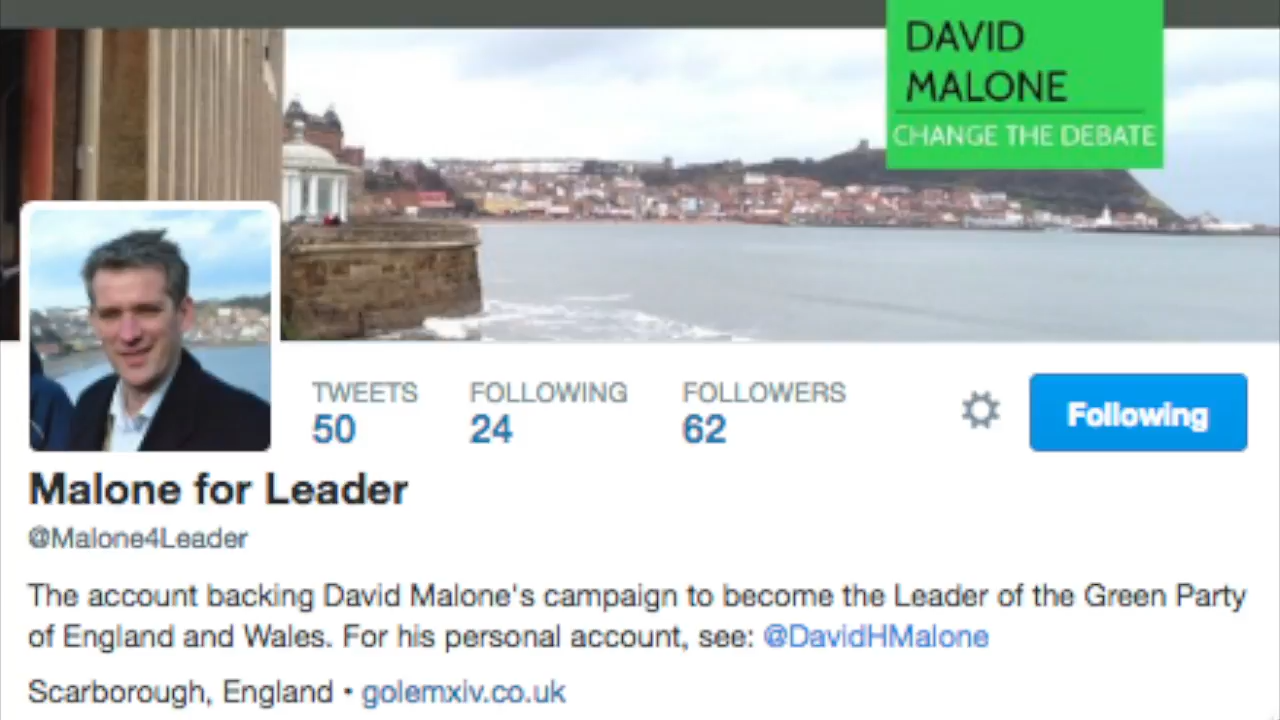 DAVID
MALONE
CHANGE THE DEBATE
TWEETS FOLLOWING FOLLOWERS
50 24 62
Following
Malone for Leader
@Malone4Leader
The account backing David Malone's campaign to become the Leader of the Green Party
of England and Wales. For his personal account, see: @DavidHMalone
Scarborough, England • golemxiv.co.uk